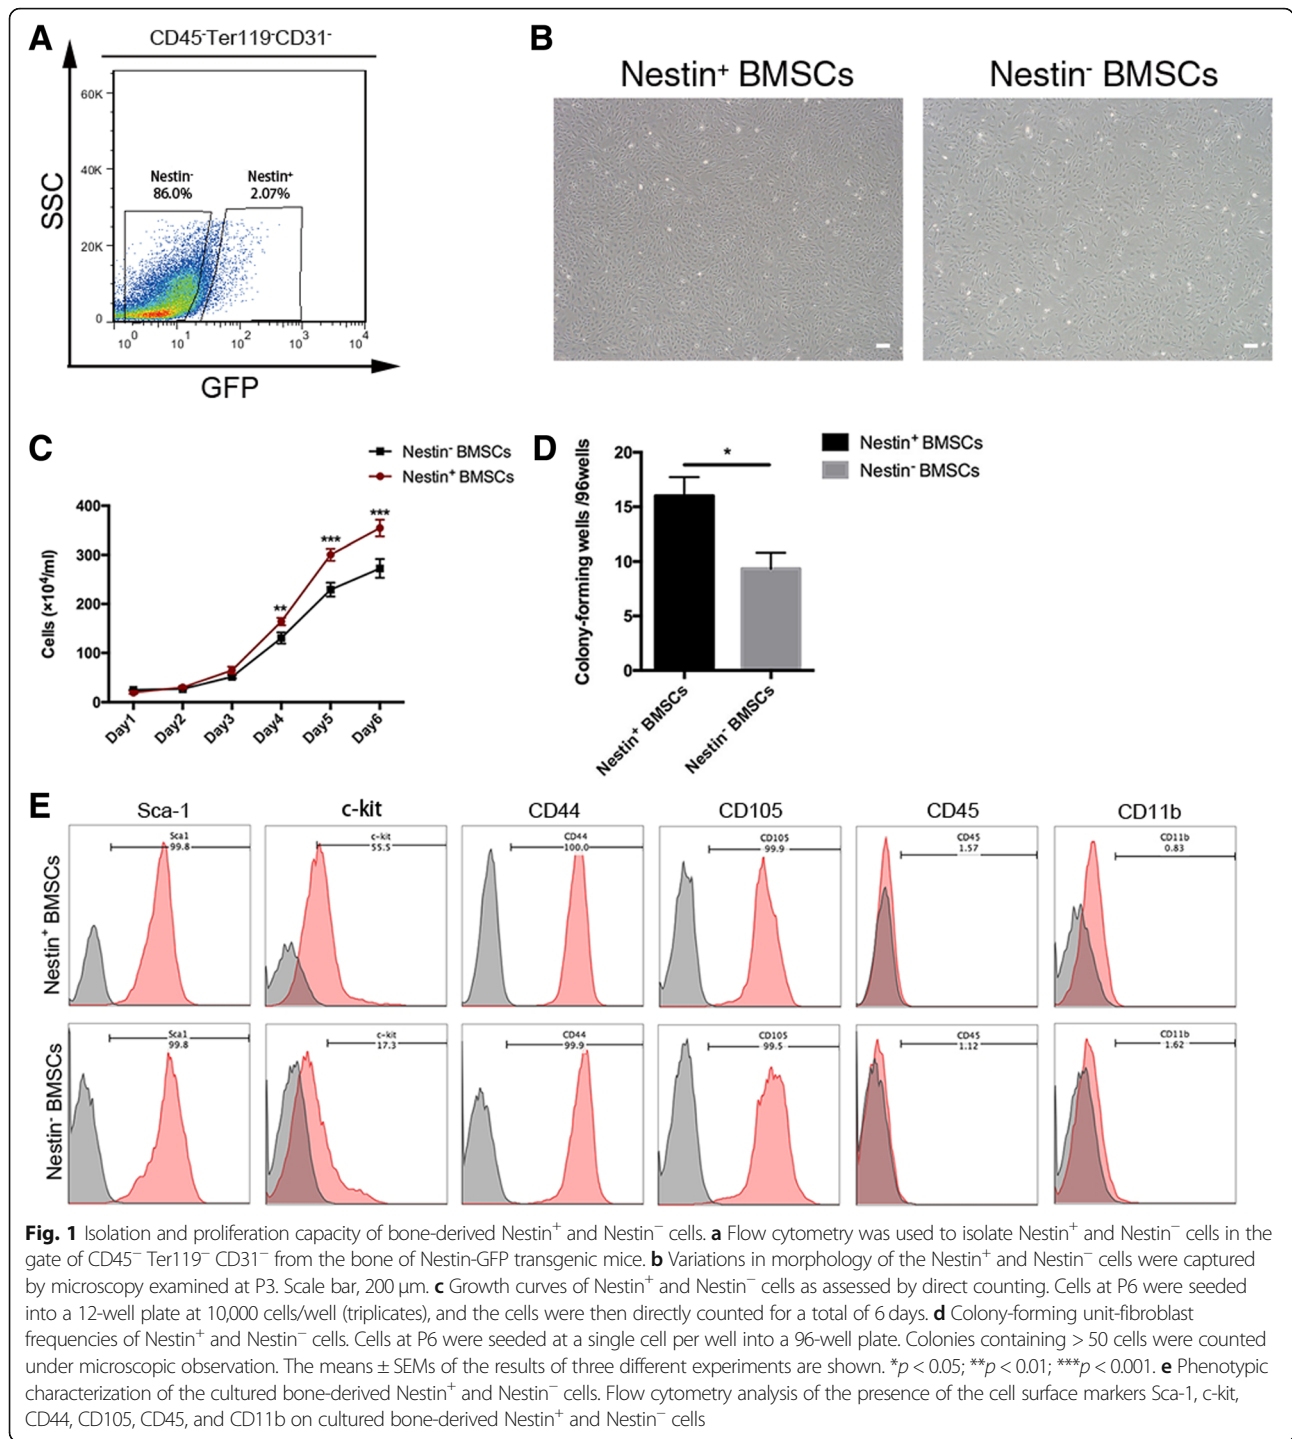 A
CD45⁻Ter119⁻CD31⁻
SSC
60K
40K
20K
0
Nestin⁻
86.0%
Nestin⁺
2.07%
10⁰ 10¹ 10² 10³ 10⁴
GFP
B
Nestin⁺ BMSCs
Nestin⁻ BMSCs
C
Nestin⁻ BMSCs
Nestin⁺ BMSCs
Cells (×10⁴/ml)
400
300
200
100
0
**
***
***
Day1 Day2 Day3 Day4 Day5 Day6
D
Nestin⁺ BMSCs
Nestin⁻ BMSCs
Colony-forming wells /96wells
20
15
10
5
0
*
Nestin⁺ BMSCs
Nestin⁻ BMSCs
E
Sca-1 c-kit CD44 CD105 CD45 CD11b
Nestin⁺ BMSCs
Sca1
99.8
c-kit
55.5
CD44
100.0
CD105
99.9
CD45
1.57
CD11b
0.83
Nestin⁻ BMSCs
Sca1
99.8
c-kit
17.3
CD44
99.9
CD105
99.5
CD45
1.12
CD11b
1.62
Fig. 1 Isolation and proliferation capacity of bone-derived Nestin⁺ and Nestin⁻ cells. a Flow cytometry was used to isolate Nestin⁺ and Nestin⁻ cells in the
gate of CD45⁻ Ter119⁻ CD31⁻ from the bone of Nestin-GFP transgenic mice. b Variations in morphology of the Nestin⁺ and Nestin⁻ cells were captured
by microscopy examined at P3. Scale bar, 200 μm. c Growth curves of Nestin⁺ and Nestin⁻ cells as assessed by direct counting. Cells at P6 were seeded
into a 12-well plate at 10,000 cells/well (triplicates), and the cells were then directly counted for a total of 6 days. d Colony-forming unit-fibroblast
frequencies of Nestin⁺ and Nestin⁻ cells. Cells at P6 were seeded at a single cell per well into a 96-well plate. Colonies containing > 50 cells were counted
under microscopic observation. The means ± SEMs of the results of three different experiments are shown. *p < 0.05; **p < 0.01; ***p < 0.001. e Phenotypic
characterization of the cultured bone-derived Nestin⁺ and Nestin⁻ cells. Flow cytometry analysis of the presence of the cell surface markers Sca-1, c-kit,
CD44, CD105, CD45, and CD11b on cultured bone-derived Nestin⁺ and Nestin⁻ cells